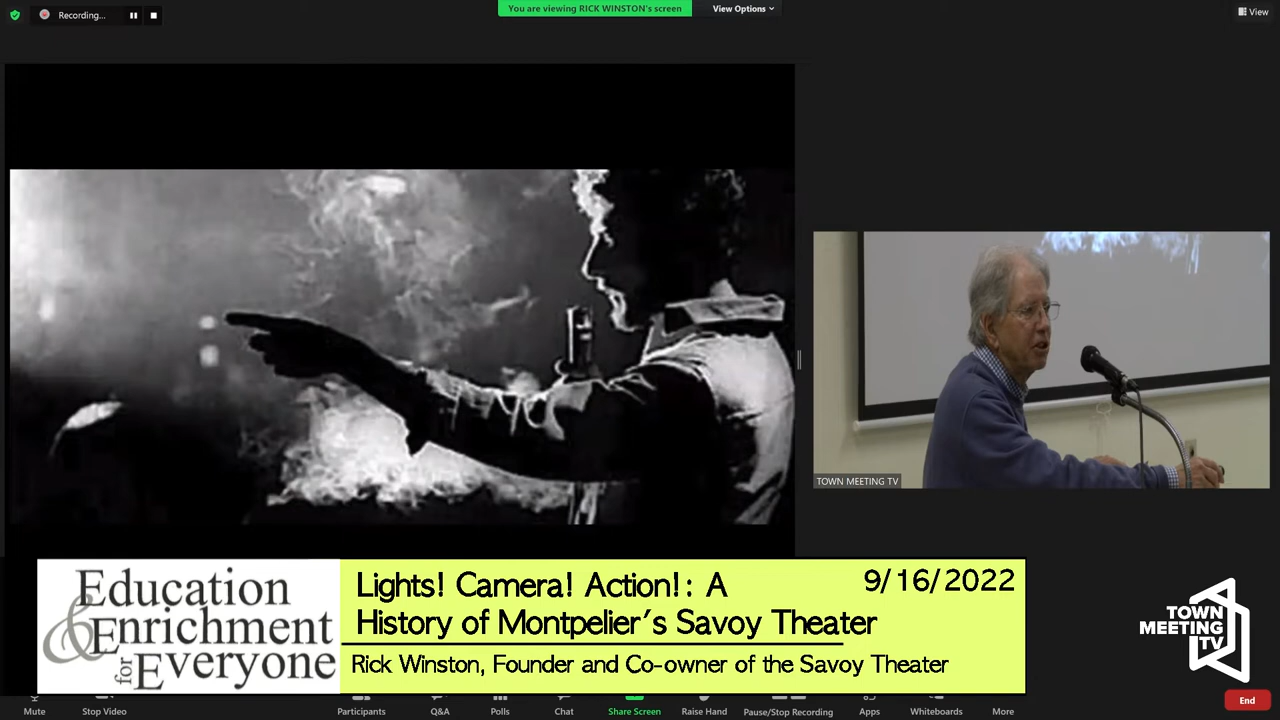 Recording...
You are viewing RICK WINSTON's screen
View Options
View
TOWN MEETING TV
Education
& Enrichment
for Everyone
Lights! Camera! Action!: A
History of Montpelier's Savoy Theater
9/16/2022
Rick Winston, Founder and Co-owner of the Savoy Theater
TOWN
MEETING
TV
Mute
Stop Video
Participants
Q&A
Polls
Chat
Share Screen
Raise Hand
Pause/Stop Recording
Apps
Whiteboards
More
End